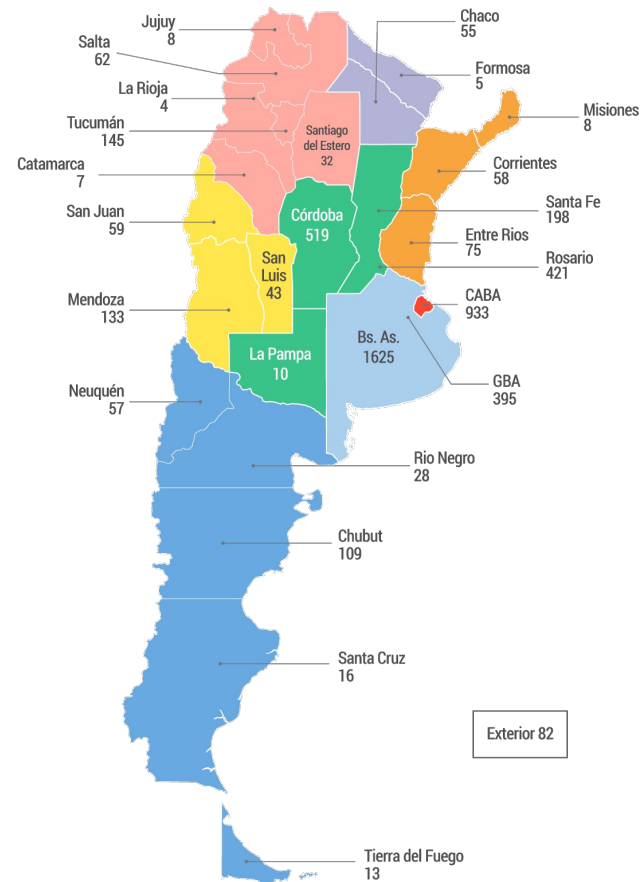 Jujuy
8
Chaco
55
Salta
62
Formosa
5
La Rioja
4
Misiones
8
Tucumán
145
Santiago
del Estero
32
Catamarca
7
Corrientes
58
San Juan
59
Córdoba
519
Santa Fe
198
Entre Rios
75
San
Luis
43
Rosario
421
Mendoza
133
CABA
933
Bs. As.
1625
La Pampa
10
GBA
395
Neuquén
57
Rio Negro
28
Chubut
109
Santa Cruz
16
Exterior 82
Tierra del Fuego
13